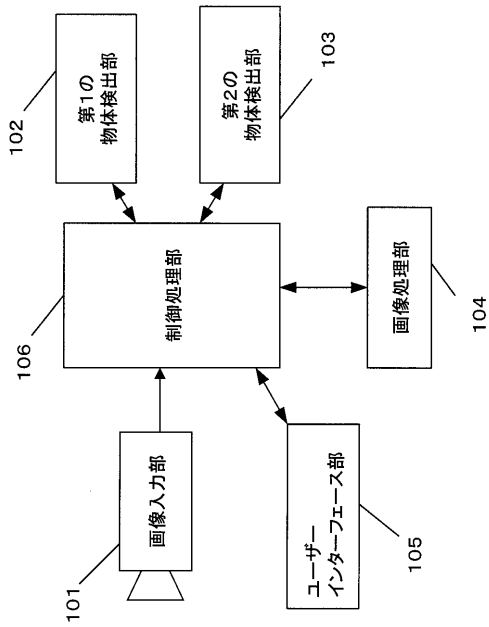 102
第1の
物体検出部
第2の
物体検出部
103
106
制御処理部
画像処理部
104
101
画像入力部
ユーザー
インターフェース部
105